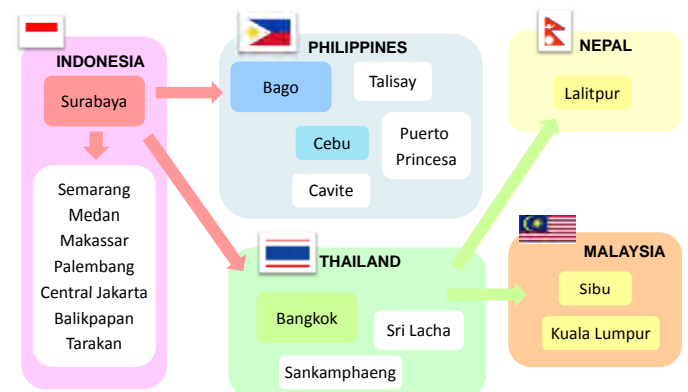 INDONESIA
Surabaya
Semarang
Medan
Makassar
Palembang
Central Jakarta
Balikpapan
Tarakan
PHILIPPINES
Bago
Talisay
Cebu
Puerto
Princesa
Cavite
THAILAND
Bangkok
Sri Lacha
Sankamphaeng
NEPAL
Lalitpur
MALAYSIA
Sibu
Kuala Lumpur